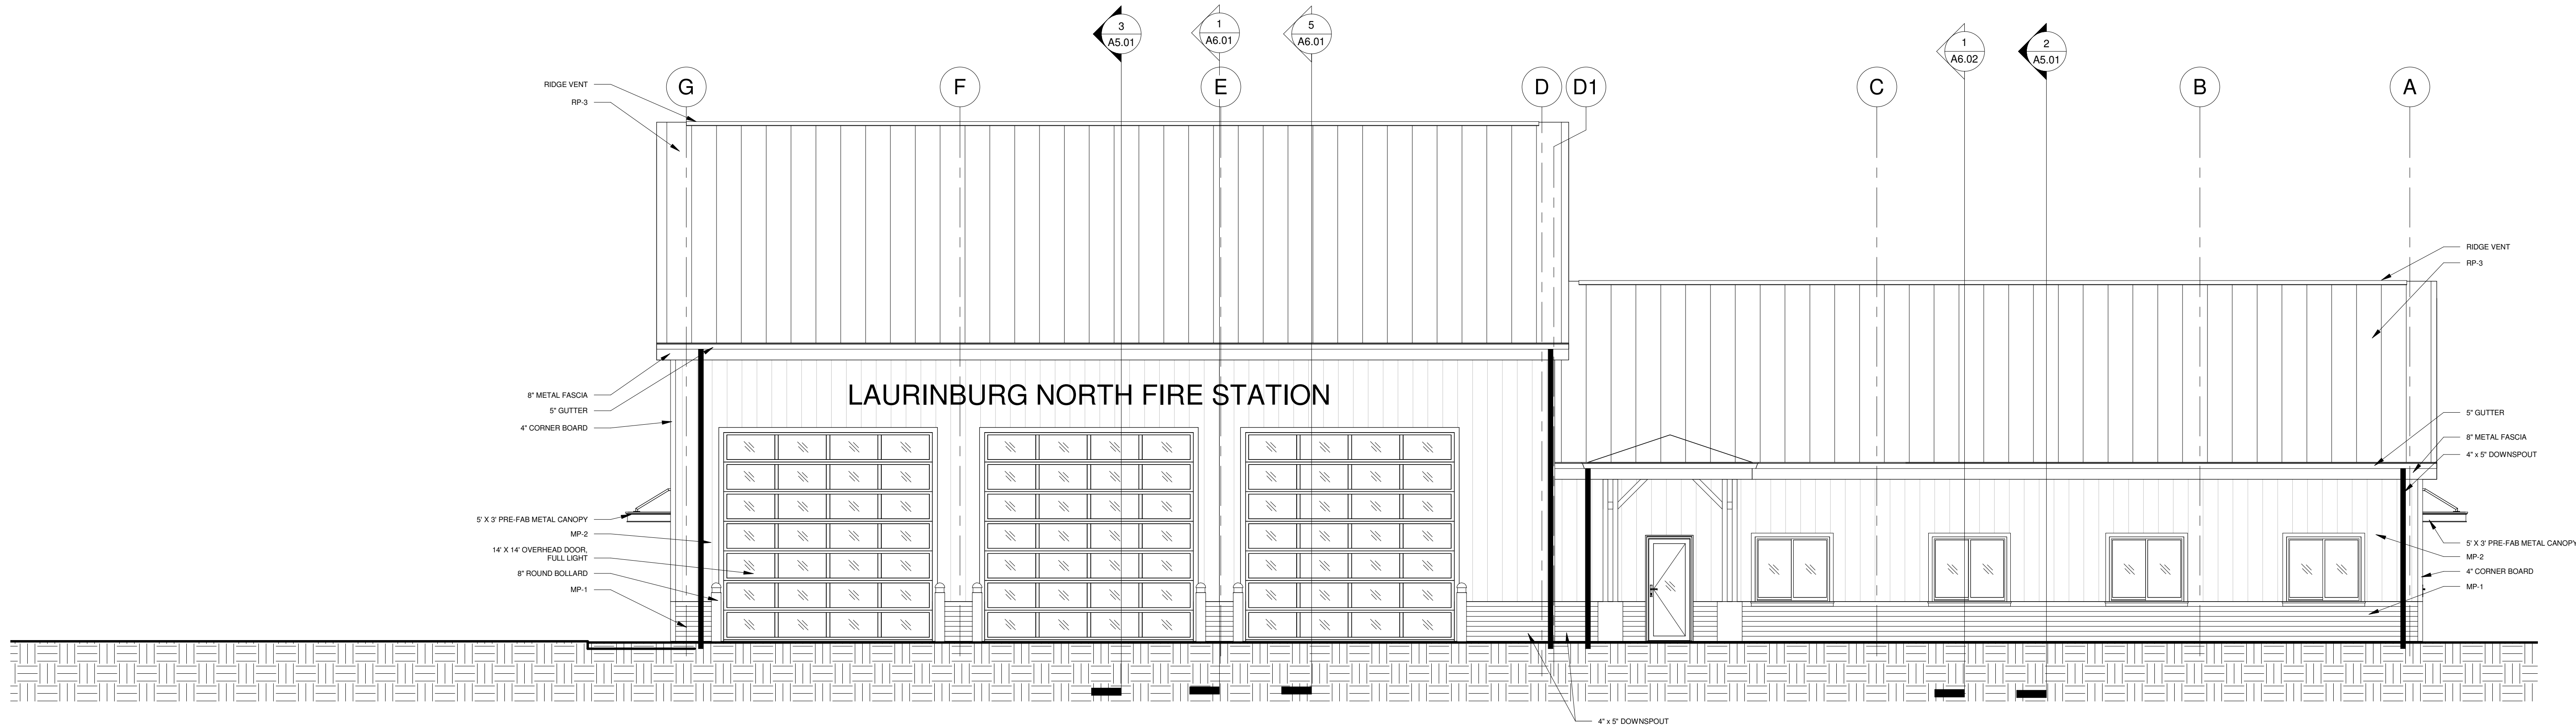 3
A5.01
1
A6.01
5
A6.01
1
A6.02
2
A5.01
G
F
E
D
D1
C
B
A
RIDGE VENT
RP-3
8" METAL FASCIA
5" GUTTER
4" CORNER BOARD
5' X 3' PRE-FAB METAL CANOPY
MP-2
14' X 14' OVERHEAD DOOR,
FULL LIGHT
8" ROUND BOLLARD
MP-1
LAURINBURG NORTH FIRE STATION
RIDGE VENT
RP-3
5" GUTTER
8" METAL FASCIA
4" x 5" DOWNSPOUT
5' X 3' PRE-FAB METAL CANOPY
MP-2
4" CORNER BOARD
MP-1
4" x 5" DOWNSPOUT